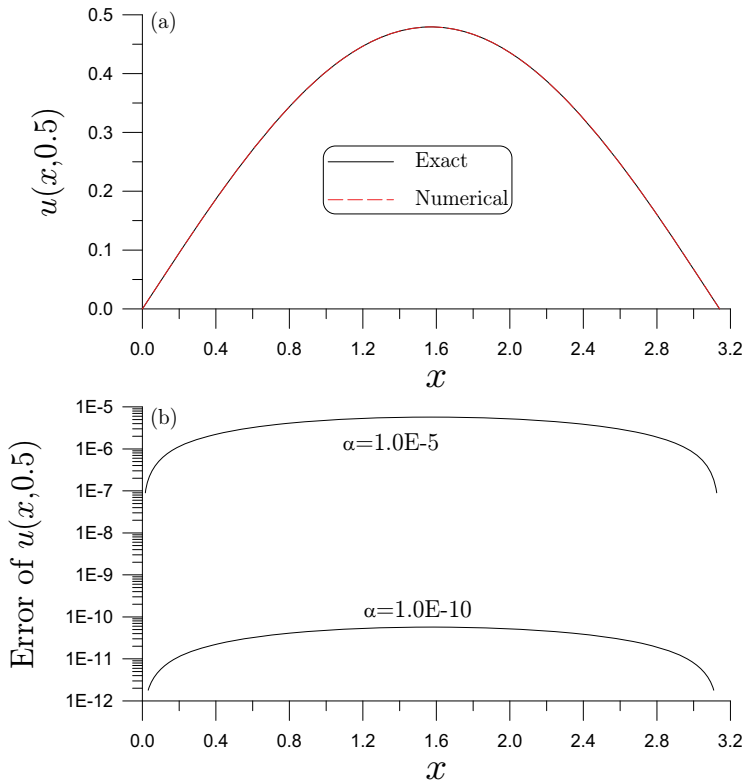 (a)
0.5
0.4
0.3
0.2
0.1
0.0
u(x,0.5)
Exact
Numerical
0.0 0.4 0.8 1.2 1.6 2.0 2.4 2.8 3.2
x
(b)
1E-5
1E-6
1E-7
1E-8
1E-9
1E-10
1E-11
1E-12
Error of u(x,0.5)
α=1.0E-5
α=1.0E-10
0.0 0.4 0.8 1.2 1.6 2.0 2.4 2.8 3.2
x